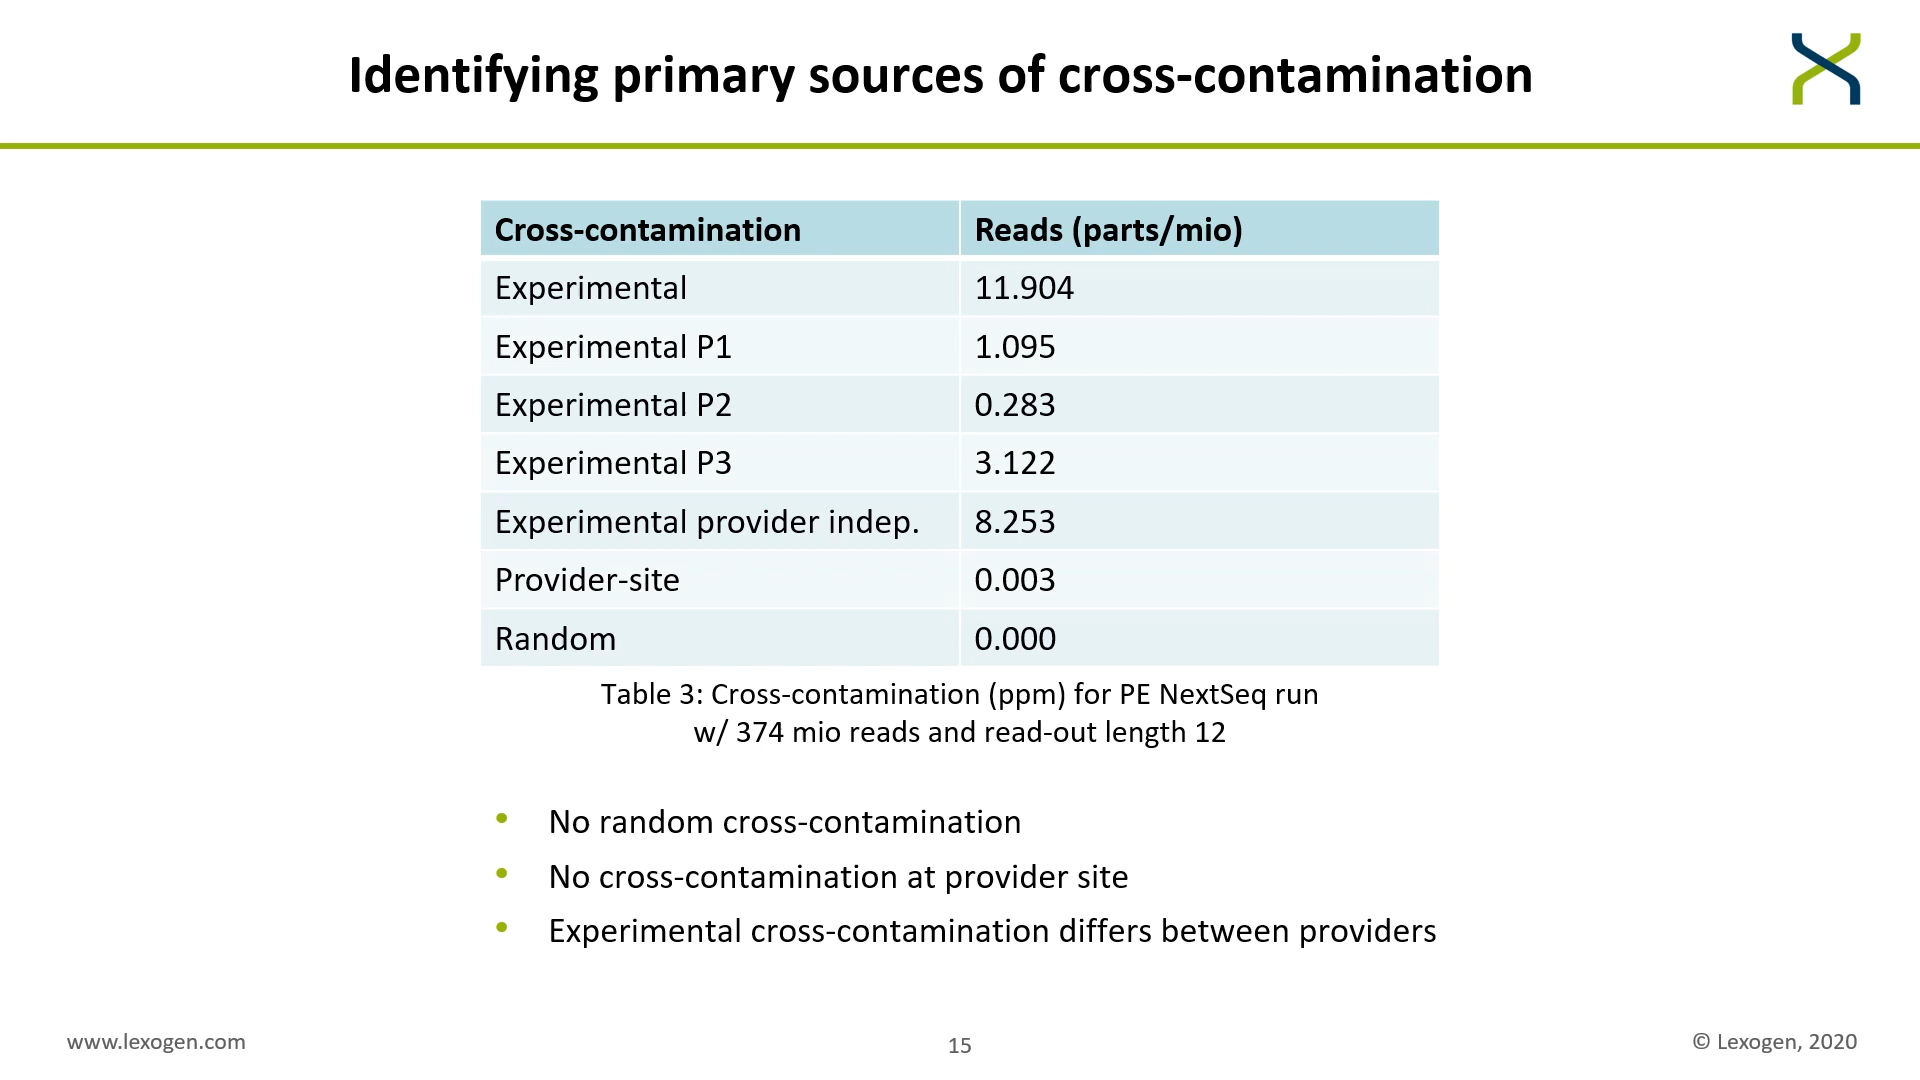 Identifying primary sources of cross-contamination
Cross-contamination Reads (parts/mio)
Experimental 11.904
Experimental P1 1.095
Experimental P2 0.283
Experimental P3 3.122
Experimental provider indep. 8.253
Provider-site 0.003
Random 0.000
Table 3: Cross-contamination (ppm) for PE NextSeq run
w/ 374 mio reads and read-out length 12
• No random cross-contamination
• No cross-contamination at provider site
• Experimental cross-contamination differs between providers
www.lexogen.com 15 © Lexogen, 2020